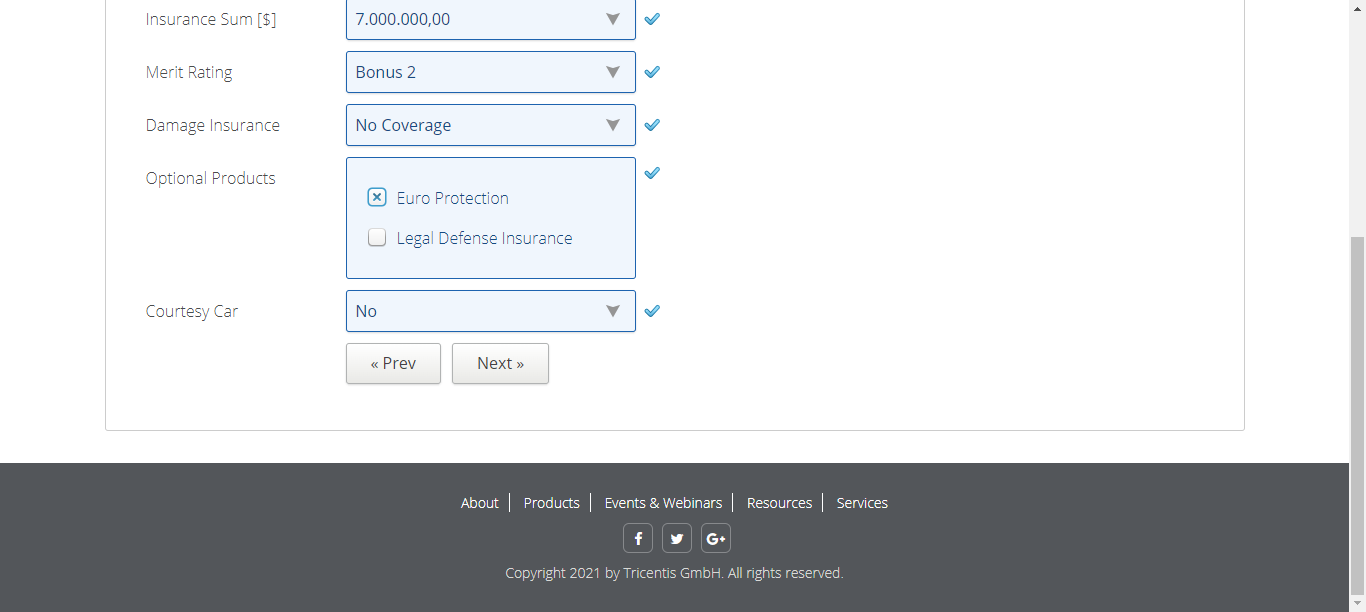 Insurance Sum [$] 7.000.000,00
Merit Rating Bonus 2
Damage Insurance No Coverage
Optional Products
Euro Protection
Legal Defense Insurance
Courtesy Car No
« Prev Next »
About Products Events & Webinars Resources Services
f G+
Copyright 2021 by Tricentis GmbH. All rights reserved.